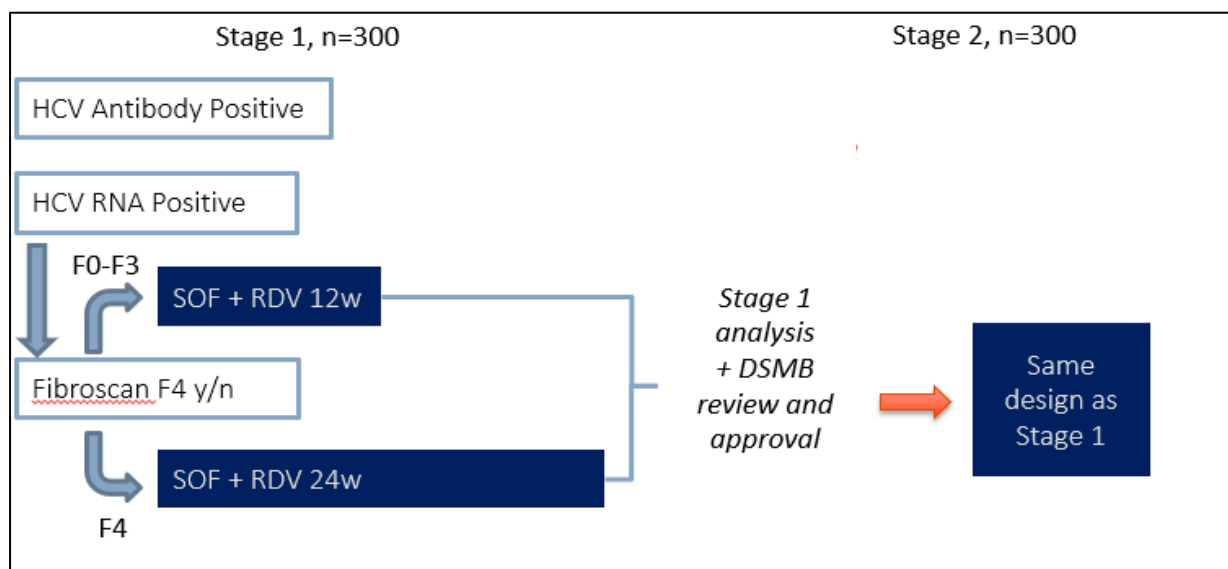 Stage 1, n=300
Stage 2, n=300
HCV Antibody Positive
HCV RNA Positive
F0-F3
SOF + RDV 12w
Fibroscan F4 y/n
SOF + RDV 24w
F4
Stage 1
analysis
+ DSMB
review and
approval
Same
design as
Stage 1